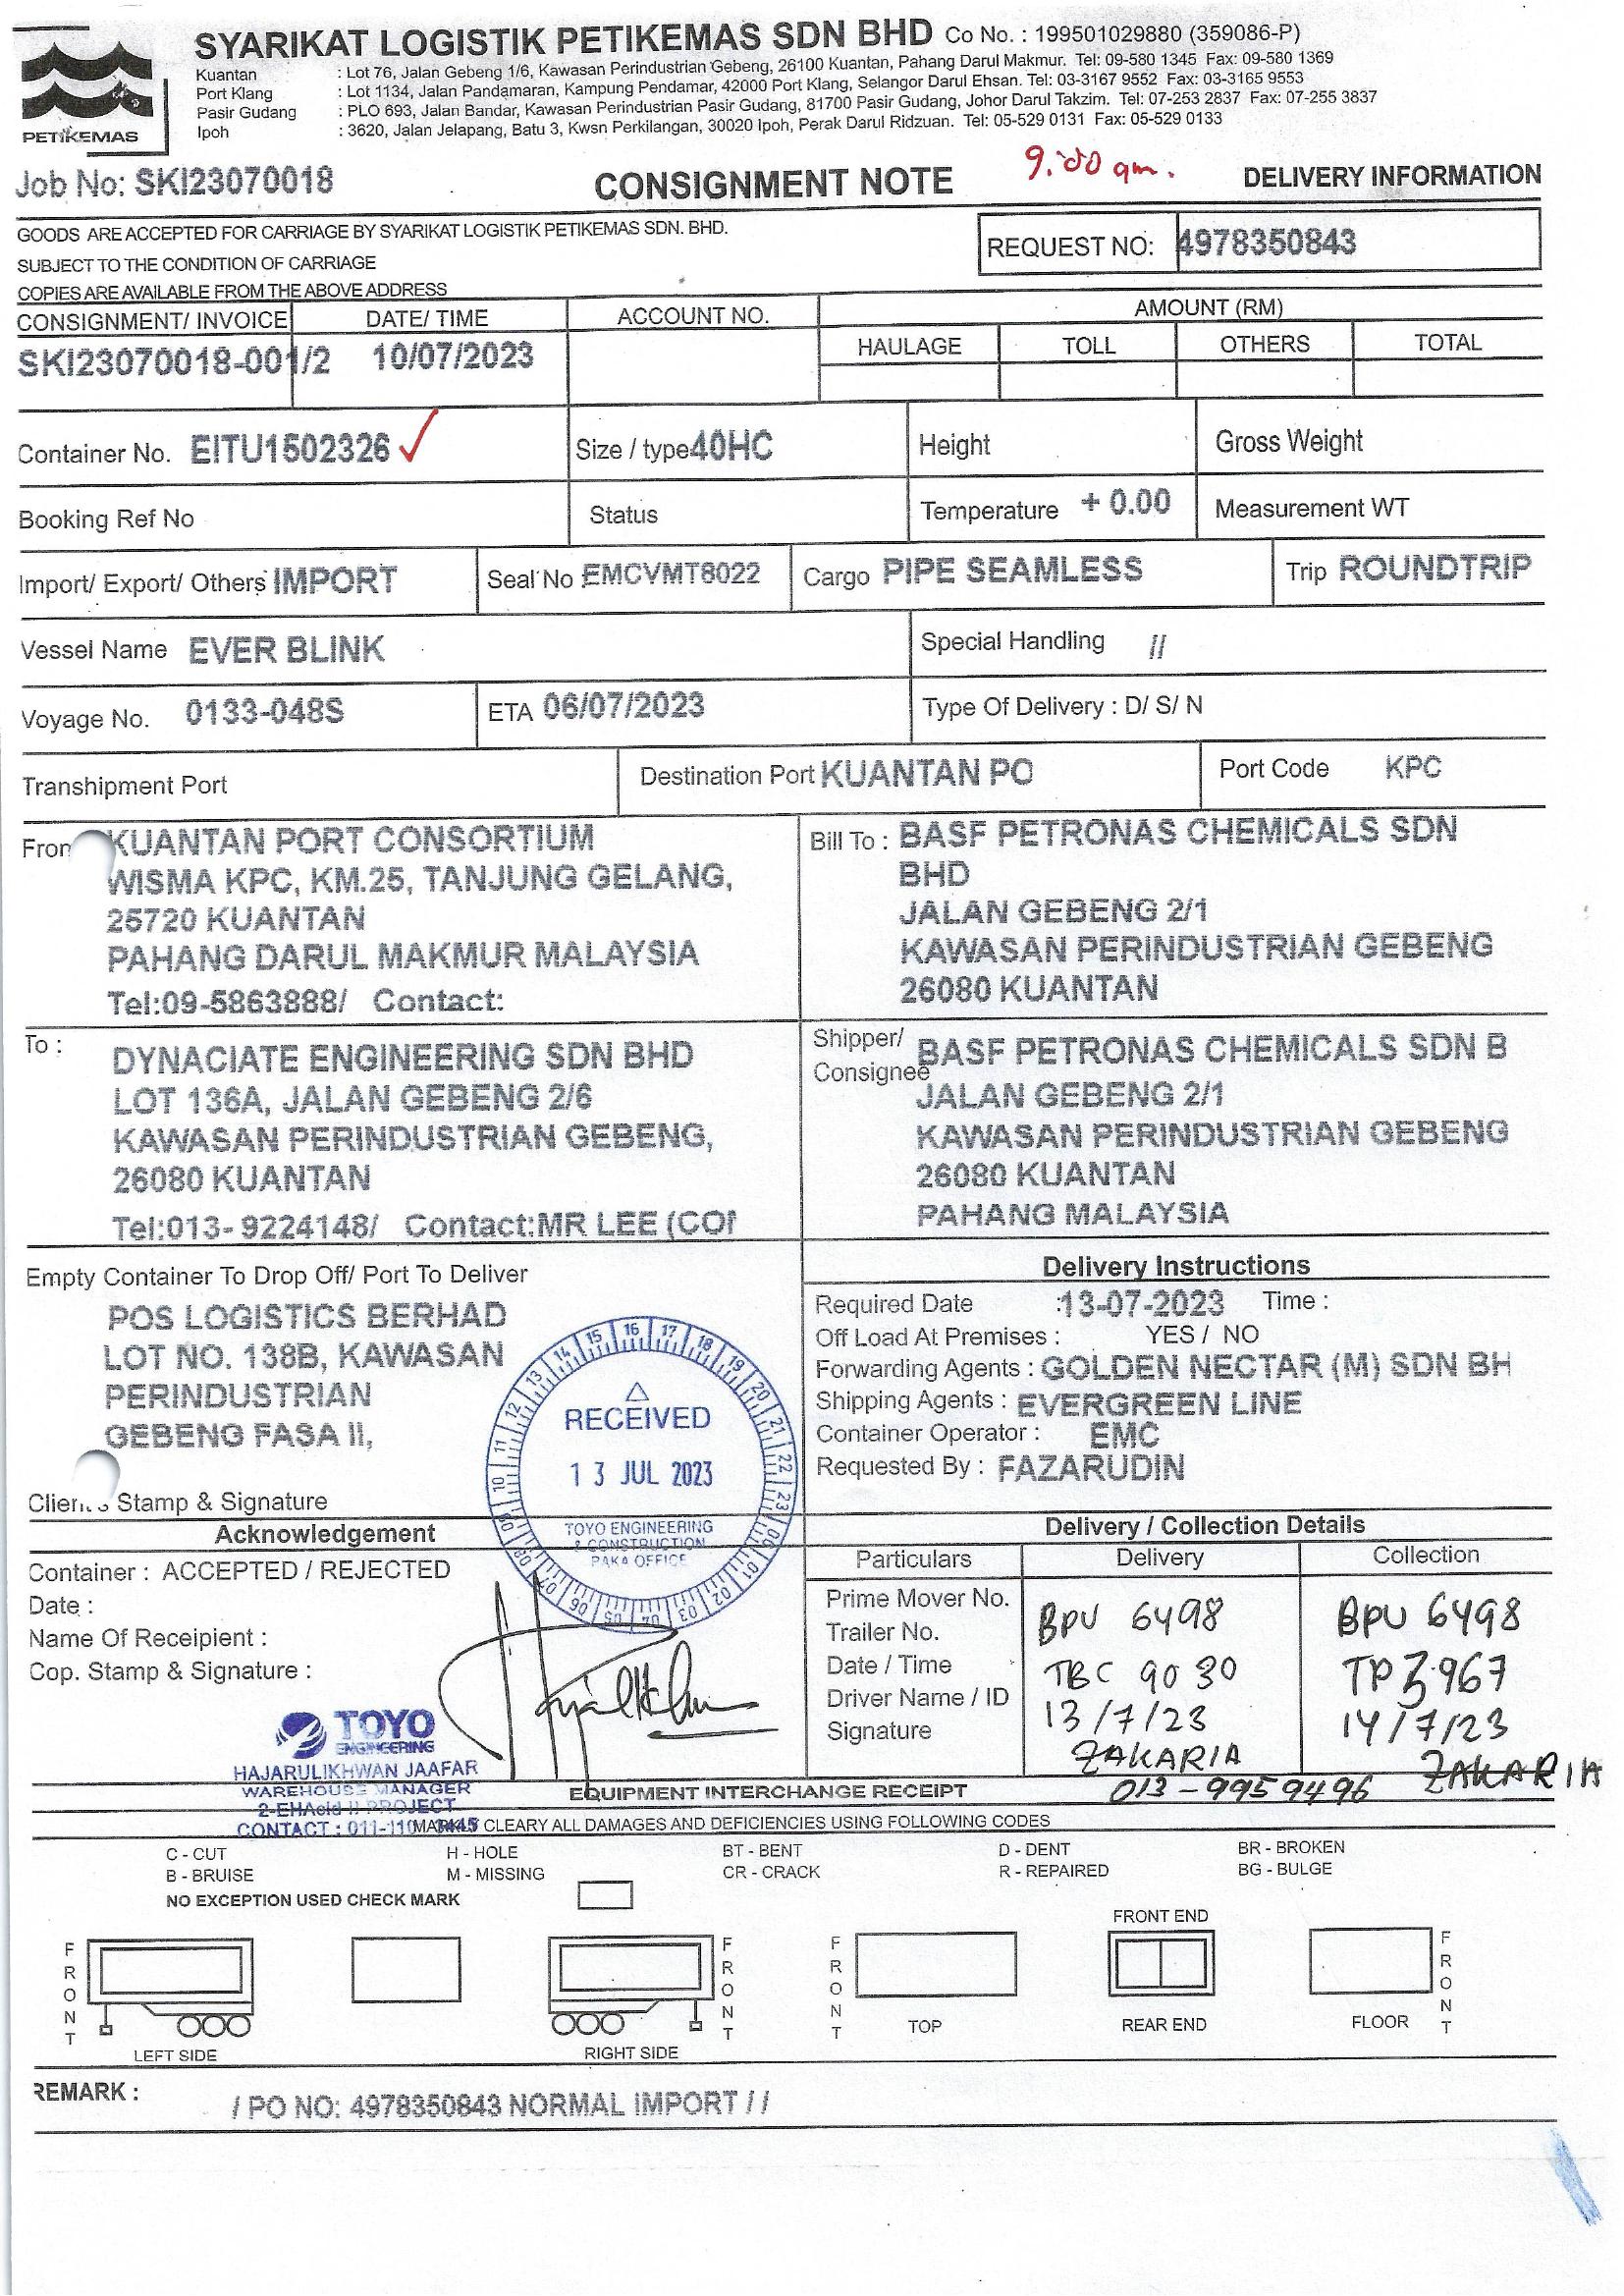 PETIKEMAS
SYARIKAT LOGISTIK PETIKEMAS SDN BHD Co No. : 199501029880 (359086-P)
Kuantan : Lot 76, Jalan Gebeng 1/6, Kawasan Perindustrian Gebeng, 26100 Kuantan, Pahang Darul Makmur. Tel: 09-580 1345 Fax: 09-580 1369
Port Klang : Lot 1134, Jalan Pandamaran, Kampung Pendamar, 42000 Port Klang, Selangor Darul Ehsan. Tel: 03-3167 9552 Fax: 03-3165 9553
Pasir Gudang : PLO 693, Jalan Bandar, Kawasan Perindustrian Pasir Gudang, 81700 Pasir Gudang, Johor Darul Takzim. Tel: 07-253 2837 Fax: 07-255 3837
Ipoh : 3620, Jalan Jelapang, Batu 3, Kwsn Perkilangan, 30020 Ipoh, Perak Darul Ridzuan. Tel: 05-529 0131 Fax: 05-529 0133
Job No: SKI23070018 CONSIGNMENT NOTE 9:00 am. DELIVERY INFORMATION
GOODS ARE ACCEPTED FOR CARRIAGE BY SYARIKAT LOGISTIK PETIKEMAS SDN. BHD.
SUBJECT TO THE CONDITION OF CARRIAGE
COPIES ARE AVAILABLE FROM THE ABOVE ADDRESS
REQUEST NO: 4978350843
CONSIGNMENT/ INVOICE DATE/ TIME ACCOUNT NO. AMOUNT (RM)
HAULAGE TOLL OTHERS TOTAL
SKI23070018-001/2 10/07/2023
Container No. EITU1502326 ✓ Size / type 40HC Height Gross Weight
Booking Ref No Status Temperature + 0.00 Measurement WT
Import/ Export/ Others IMPORT Seal No EMCVMT8022 Cargo PIPE SEAMLESS Trip ROUNDTRIP
Vessel Name EVER BLINK Special Handling //
Voyage No. 0133-048S ETA 06/07/2023 Type Of Delivery : D/ S/ N
Transhipment Port Destination Port KUANTAN PO Port Code KPC
From KUANTAN PORT CONSORTIUM
WISMA KPC, KM.25, TANJUNG GELANG,
25720 KUANTAN
PAHANG DARUL MAKMUR MALAYSIA
Tel:09-5863888/ Contact:
Bill To : BASF PETRONAS CHEMICALS SDN
BHD
JALAN GEBENG 2/1
KAWASAN PERINDUSTRIAN GEBENG
26080 KUANTAN
To : DYNACIATE ENGINEERING SDN BHD
LOT 136A, JALAN GEBENG 2/6
KAWASAN PERINDUSTRIAN GEBENG,
26080 KUANTAN
Tel:013- 9224148/ Contact:MR LEE (CO
Shipper/ Consignee BASF PETRONAS CHEMICALS SDN B
JALAN GEBENG 2/1
KAWASAN PERINDUSTRIAN GEBENG
26080 KUANTAN
PAHANG MALAYSIA
Empty Container To Drop Off/ Port To Deliver
POS LOGISTICS BERHAD
LOT NO. 138B, KAWASAN
PERINDUSTRIAN
GEBENG FASA II,
Client's Stamp & Signature
RECEIVED
13 JUL 2023
TOYO ENGINEERING
& CONSTRUCTION
PAKA OFFICE
Delivery Instructions
Required Date :13-07-2023 Time :
Off Load At Premises : YES / NO
Forwarding Agents : GOLDEN NECTAR (M) SDN BH
Shipping Agents : EVERGREEN LINE
Container Operator : EMC
Requested By : FAZARUDIN
Acknowledgement
Container : ACCEPTED / REJECTED
Date :
Name Of Receipient :
Cop. Stamp & Signature :
TOYO
ENGINEERING
HAJARULIKHWAN JAAFAR
WAREHOUSE MANAGER
2-EHAcid II PROJECT
CONTACT : 011-110
Delivery / Collection Details
Particulars Delivery Collection
Prime Mover No. BPU 6498 BPU 6498
Trailer No. TBC 9030 TPZ 967
Date / Time 13/7/23 14/7/23
Driver Name / ID ZAKARIA ZAKARIA
Signature 013-9959496
EQUIPMENT INTERCHANGE RECEIPT
MARK CLEARY ALL DAMAGES AND DEFICIENCIES USING FOLLOWING CODES
C - CUT H - HOLE BT - BENT D - DENT BR - BROKEN
B - BRUISE M - MISSING CR - CRACK R - REPAIRED BG - BULGE
NO EXCEPTION USED CHECK MARK
FRONT END
FRONT FRONT FRONT FRONT
LEFT SIDE RIGHT SIDE TOP REAR END FLOOR
REMARK : / PO NO: 4978350843 NORMAL IMPORT / /